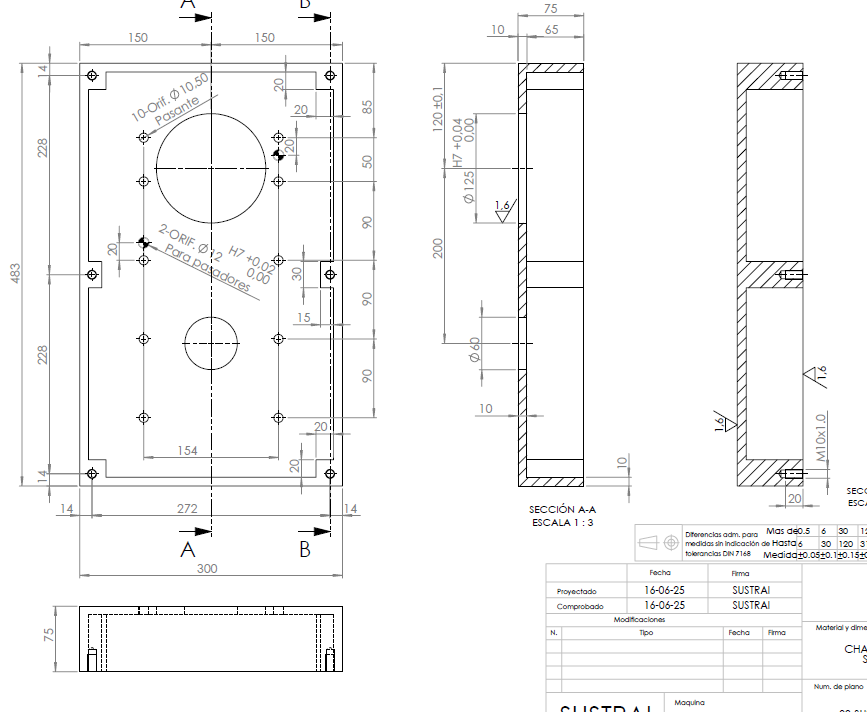 A
B
150
150
14
228
483
228
14
10-Orif. Ø 10,50
Pasante
20
20
20
85
50
90
90
90
2-ORIF. Ø 12 H7 +0,02
0,00
Para pasadores
20
30
15
154
20
20
14
272
14
A
B
300
75
75
10
65
120 ±0,1
H7 +0,04
0,00
Ø 125
1,6
200
Ø 60
10
10
SECCIÓN A-A
ESCALA 1 : 3
1,6
1,6
M10x1.0
20
Diferencias adm. para
medidas sin indicación de
tolerancias DIN 7168
Mas de 0.5 6 30
Hasta 6 30 120
Medida ±0.05 ±0.1 ±0.15
Fecha Firma
Proyectado 16-06-25 SUSTRAI
Comprobado 16-06-25 SUSTRAI
Modificaciones
N. Tipo Fecha Firma
Material y dime
CHA
S
Num. de plano
SUSTRAI
Maquina